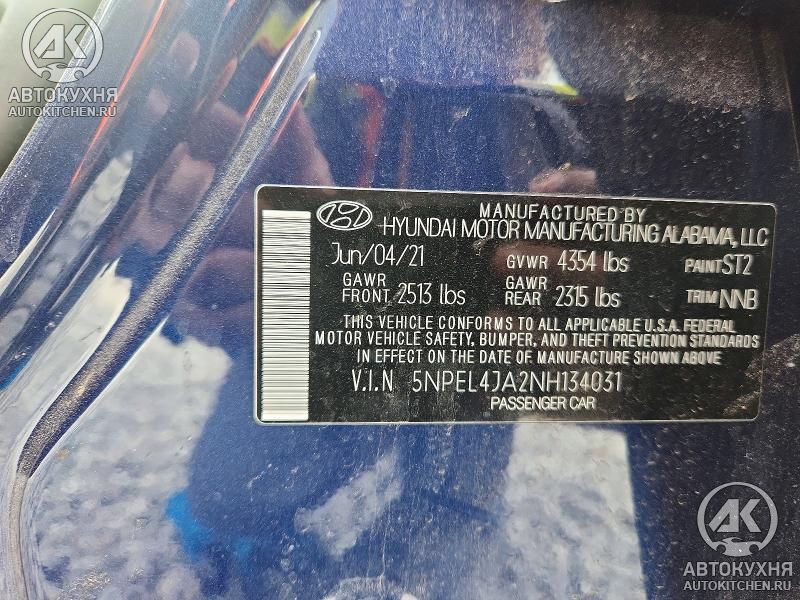 AK
АВТОКУХНЯ
AUTOKITCHEN.RU
MANUFACTURED BY
HYUNDAI MOTOR MANUFACTURING ALABAMA, LLC
Jun/04/21 GVWR 4354 lbs PAINT ST2
GAWR FRONT 2513 lbs GAWR REAR 2315 lbs TRIM NNB
THIS VEHICLE CONFORMS TO ALL APPLICABLE U.S.A. FEDERAL
MOTOR VEHICLE SAFETY, BUMPER, AND THEFT PREVENTION STANDARDS
IN EFFECT ON THE DATE OF MANUFACTURE SHOWN ABOVE
V.I.N 5NPEL4JA2NH134031
PASSENGER CAR
AK
АВТОКУХНЯ
AUTOKITCHEN.RU